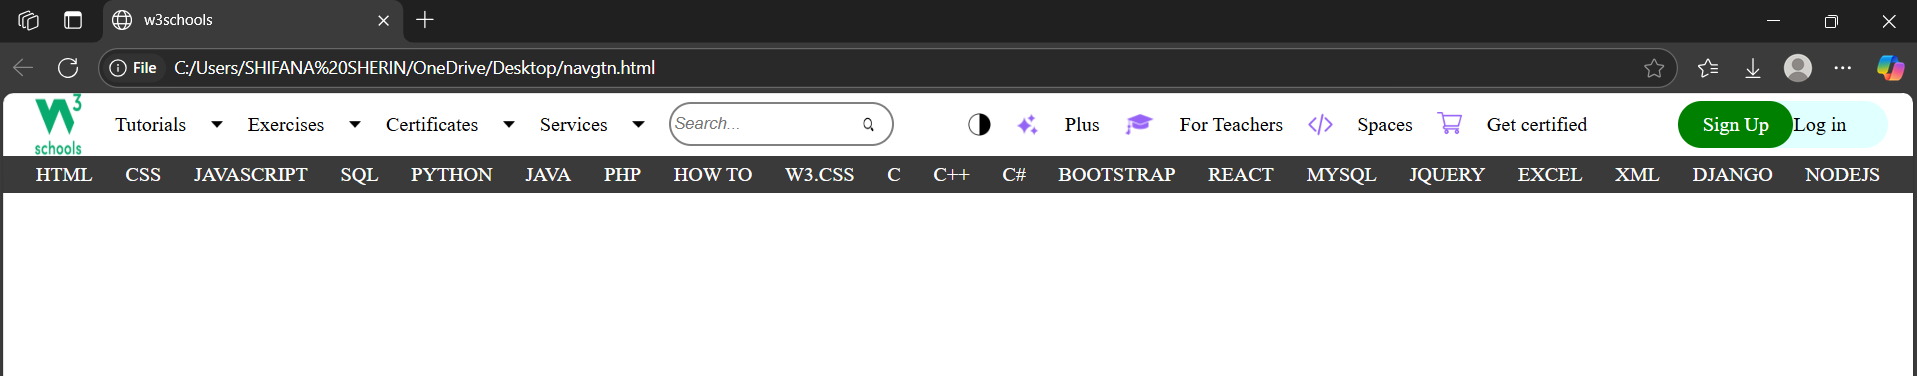 w3schools
File C:/Users/SHIFANA%20SHERIN/OneDrive/Desktop/navgtn.html
W3 schools Tutorials Exercises Certificates Services Search... Plus For Teachers </> Spaces Get certified Sign Up Log in
HTML CSS JAVASCRIPT SQL PYTHON JAVA PHP HOW TO W3.CSS C C++ C# BOOTSTRAP REACT MYSQL JQUERY EXCEL XML DJANGO NODEJS